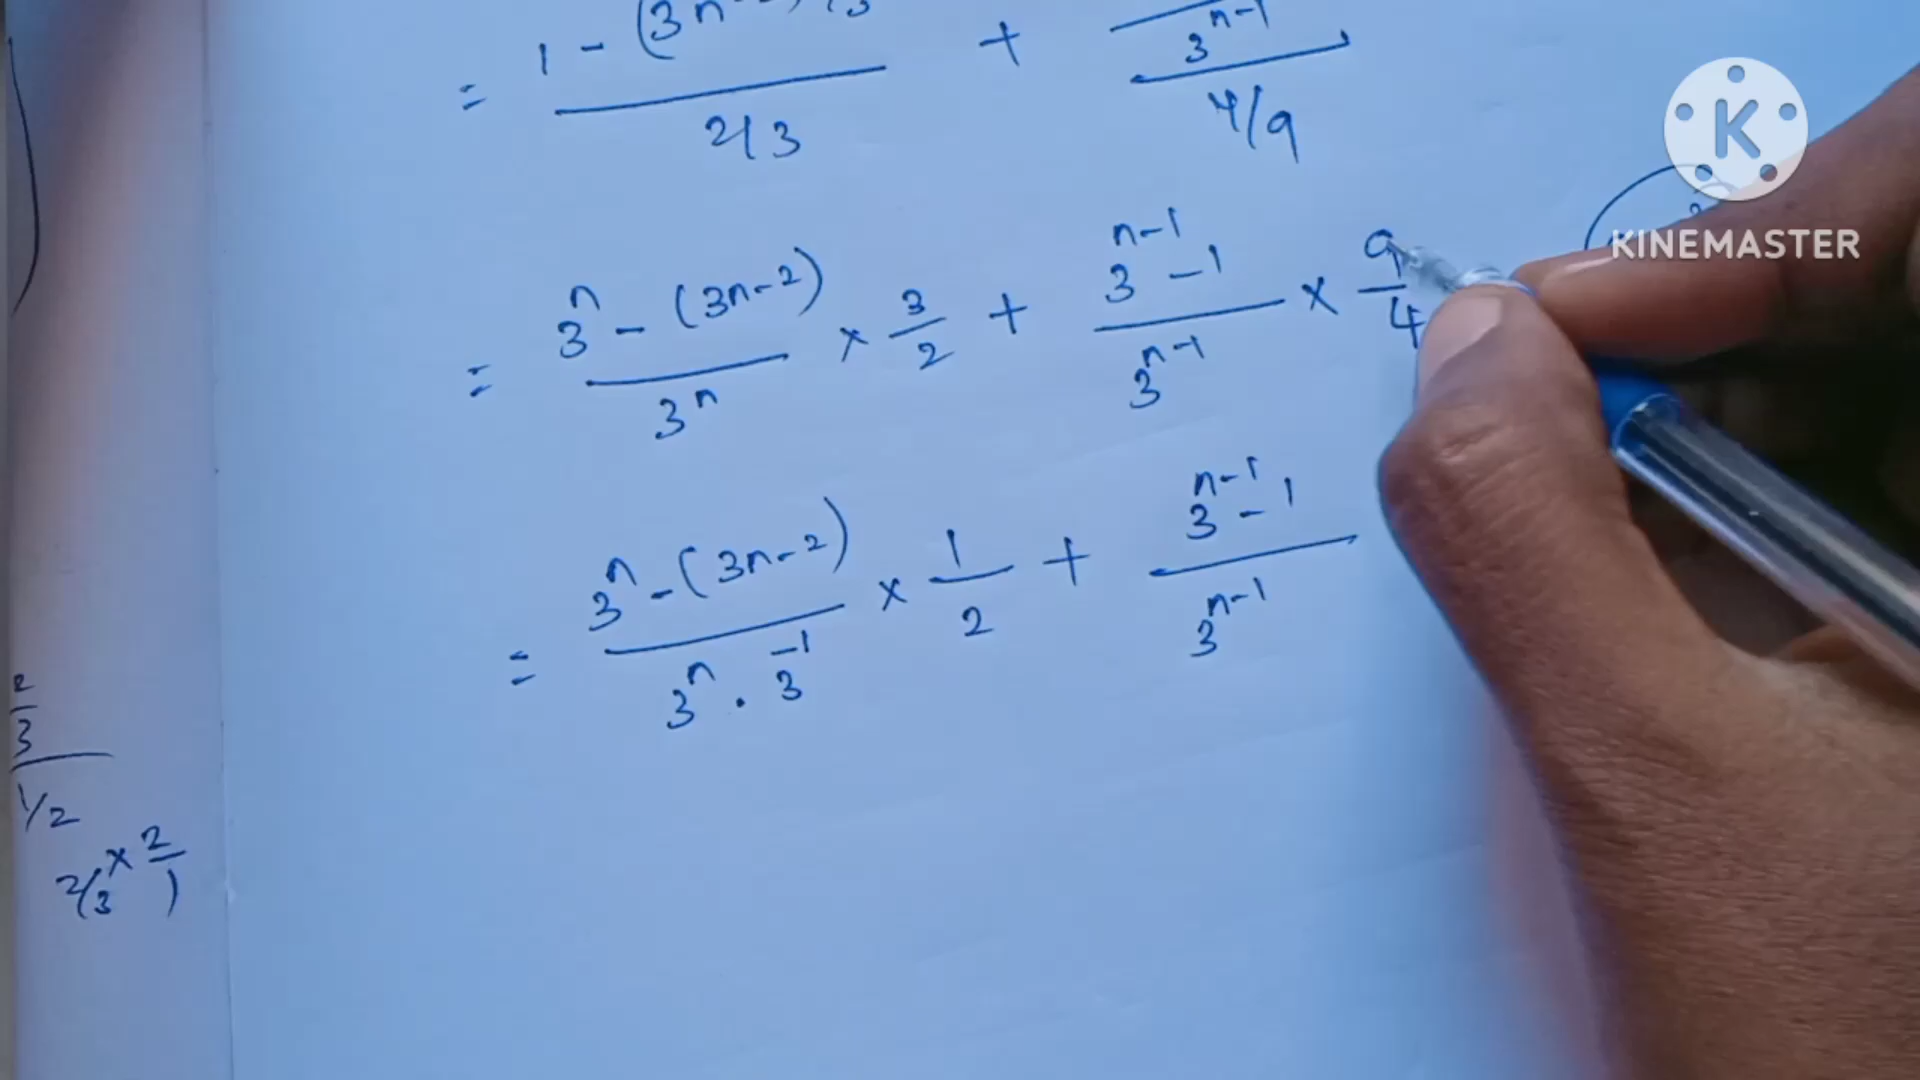 = 1 - (3n / 2/3 + 3^(n-1) / 4/9
= 3^n - (3n-2) / 3^n × 3/2 + 3^(n-1) - 1 / 3^(n-1) × 9/4
= 3^n - (3n-2) / 3^n . 3^-1 × 1/2 + 3^(n-1) - 1 / 3^(n-1)
2/3
1/2
2/3 × 2/1
K
KINEMASTER